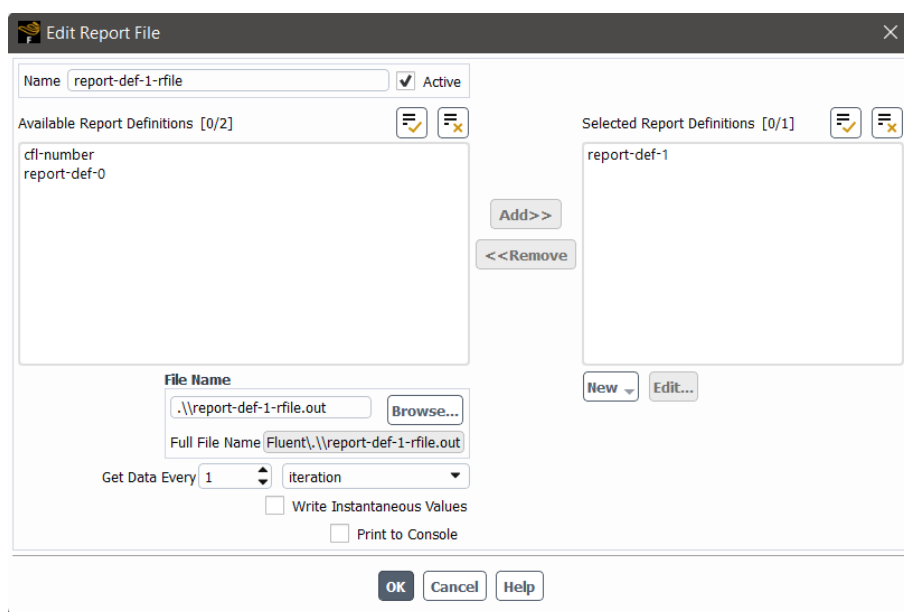 Edit Report File
Name report-def-1-rfile Active
Available Report Definitions [0/2]
cfl-number
report-def-0
Add>>
<<Remove
Selected Report Definitions [0/1]
report-def-1
New Edit...
File Name
.\\report-def-1-rfile.out Browse...
Full File Name Fluent\.\\report-def-1-rfile.out
Get Data Every 1 iteration
Write Instantaneous Values
Print to Console
OK Cancel Help